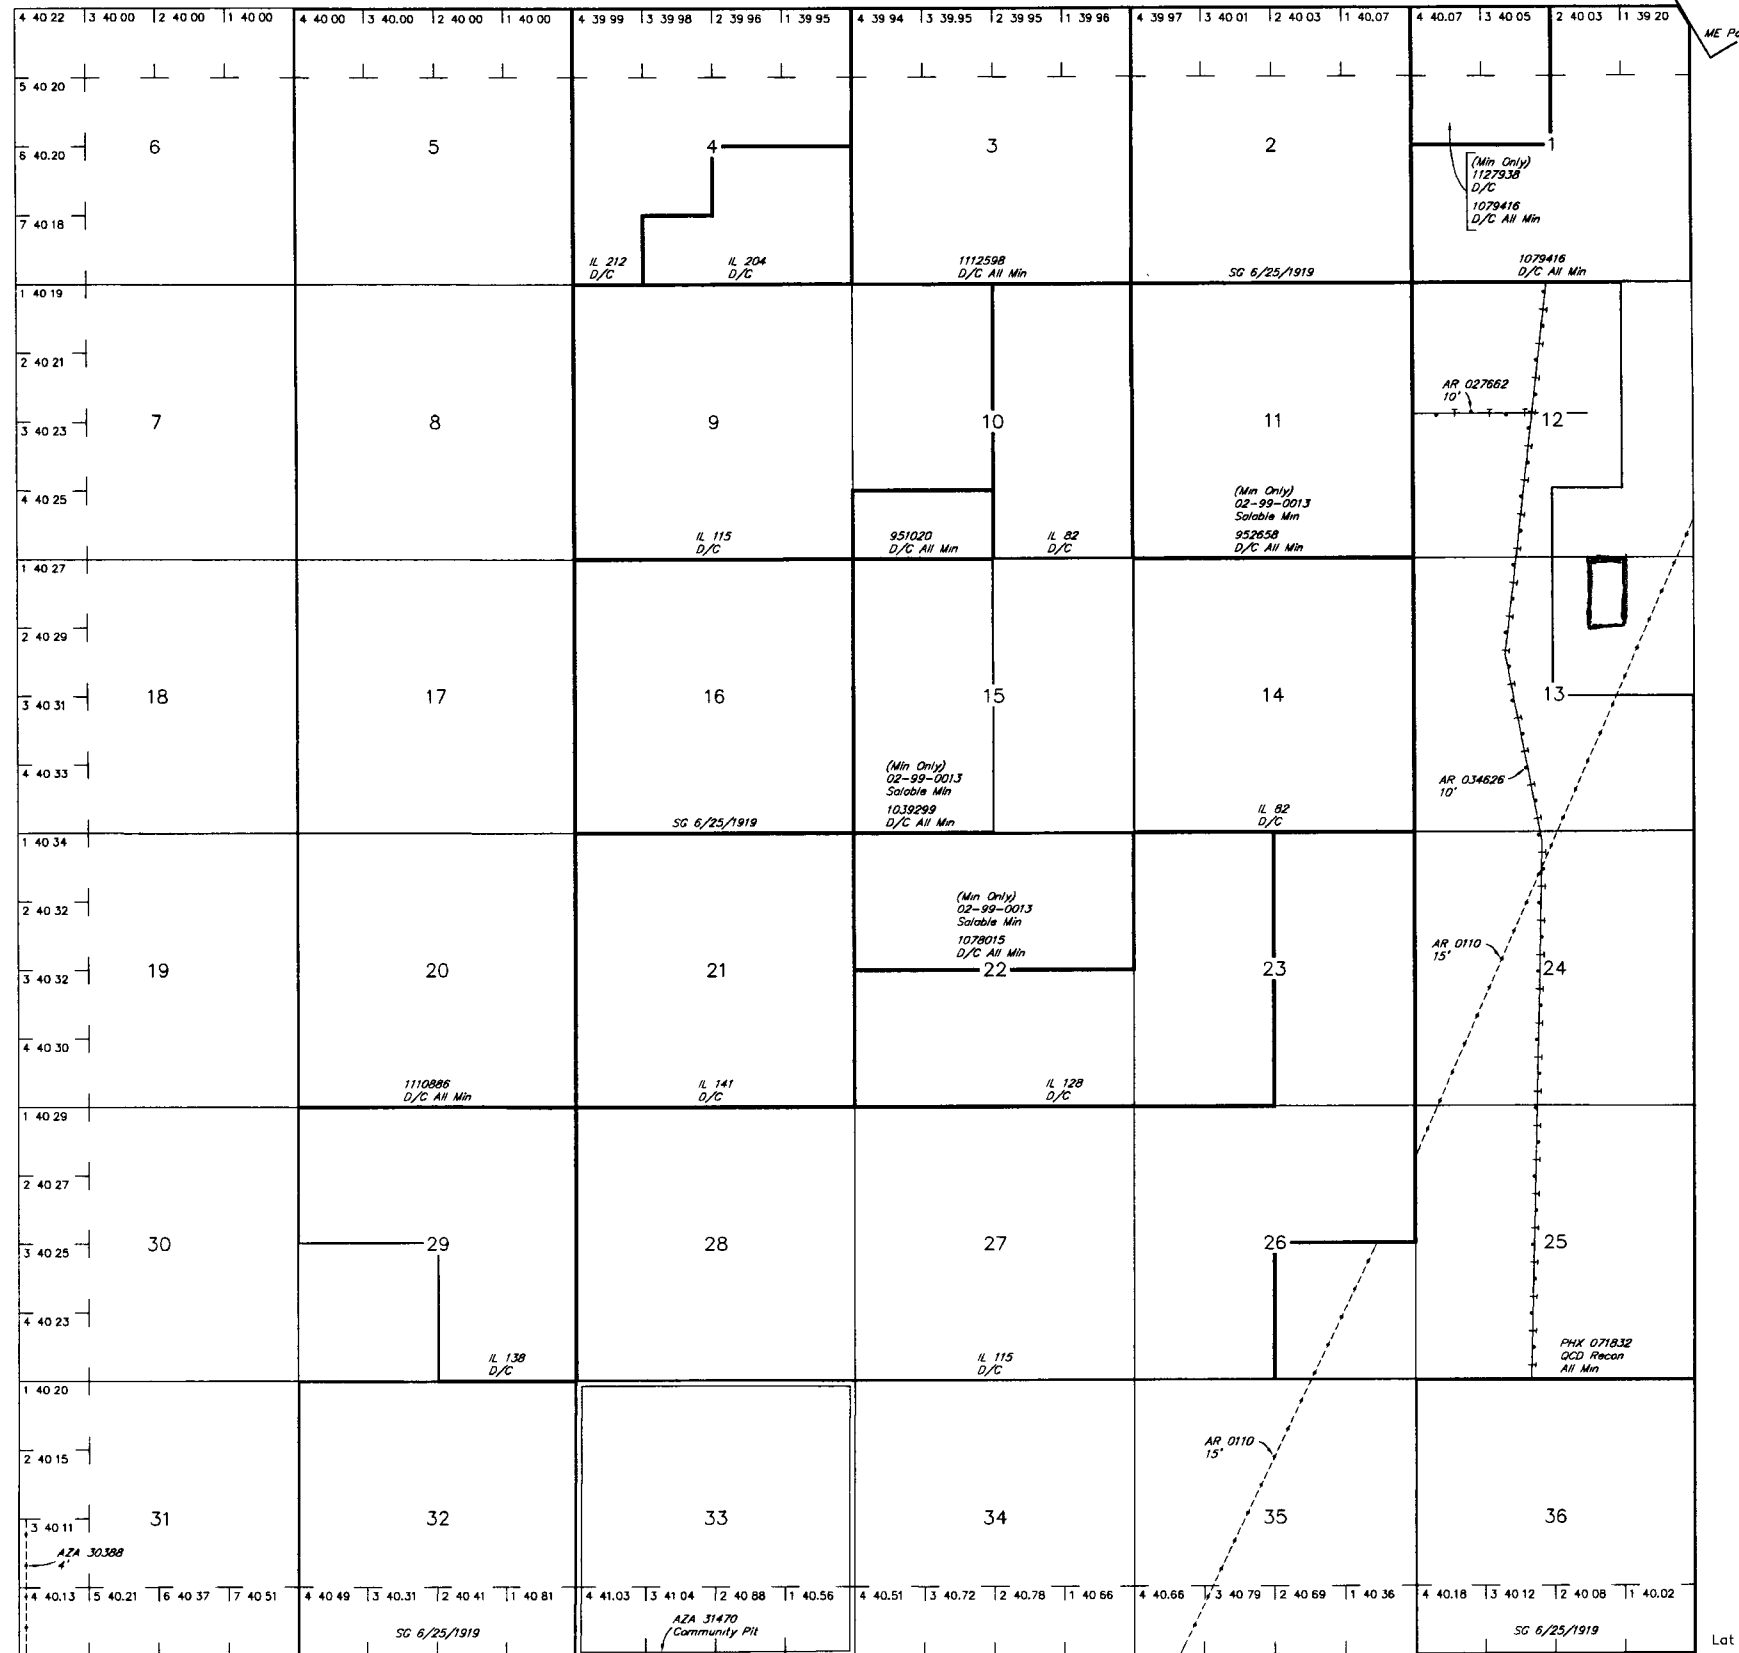 4 40 22 3 40 00 2 40 00 1 40 00 4 40 00 3 40.00 2 40 00 1 40 00 4 39 99 3 39 98 2 39 96 1 39 95 4 39 94 3 39.95 2 39 95 1 39 96 4 39 97 3 40 01 2 40 03 1 40.07 4 40.07 3 40 05 2 40 03 1 39 20
ME
5 40 20
6 40.20
6 5 4 3 2 1
(Min Only)
1127938
D/C
1079416
D/C All Min
7 40 18
IL 212
D/C
IL 204
D/C
1112598
D/C All Min
SG 6/25/1919
1079416
D/C All Min
1 40 19
2 40 21
AR 027662
10'
3 40 23
7 8 9 10 11 12
4 40 25
(Min Only)
02-99-0013
Salable Min
IL 115
D/C
951020
D/C All Min
IL 82
D/C
952658
D/C All Min
1 40 27
2 40 29
3 40 31
18 17 16 15 14 13
4 40 33
(Min Only)
02-99-0013
Salable Min
AR 034626
10'
SG 6/25/1919
1039299
D/C All Min
IL 82
D/C
1 40 34
2 40 32
(Min Only)
02-99-0013
Salable Min
1078015
D/C All Min
AR 0110
15'
3 40 32
19 20 21 22 23 24
4 40 30
1110886
D/C All Min
IL 141
D/C
IL 128
D/C
1 40 29
2 40 27
3 40 25
30 29 28 27 26 25
4 40 23
IL 138
D/C
IL 115
D/C
PHX 071832
QCD Recon
All Min
1 40 20
2 40 15
AR 0110
15'
3 40 11
31 32 33 34 35 36
AZA 30388
4'
4 40.13 5 40.21 6 40 37 7 40 51 4 40 49 3 40.31 2 40 41 1 40 81 4 41.03 3 41 04 2 40 88 1 40.56 4 40.51 3 40.72 2 40.78 1 40 66 4 40.66 3 40 79 2 40 69 1 40 36 4 40.18 3 40 12 2 40 08 1 40.02
SG 6/25/1919
AZA 31470
Community Pit
SG 6/25/1919
Lat